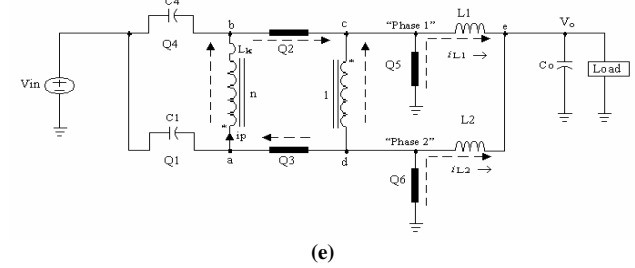 C4
Q4
b
Q2
c
"Phase 1"
L1
e
Vo
Lk
Q5
iL1
Co
Load
Vin
n
1
L2
C1
*
ip
"Phase 2"
Q1
a
Q3
d
Q6
iL2
(e)